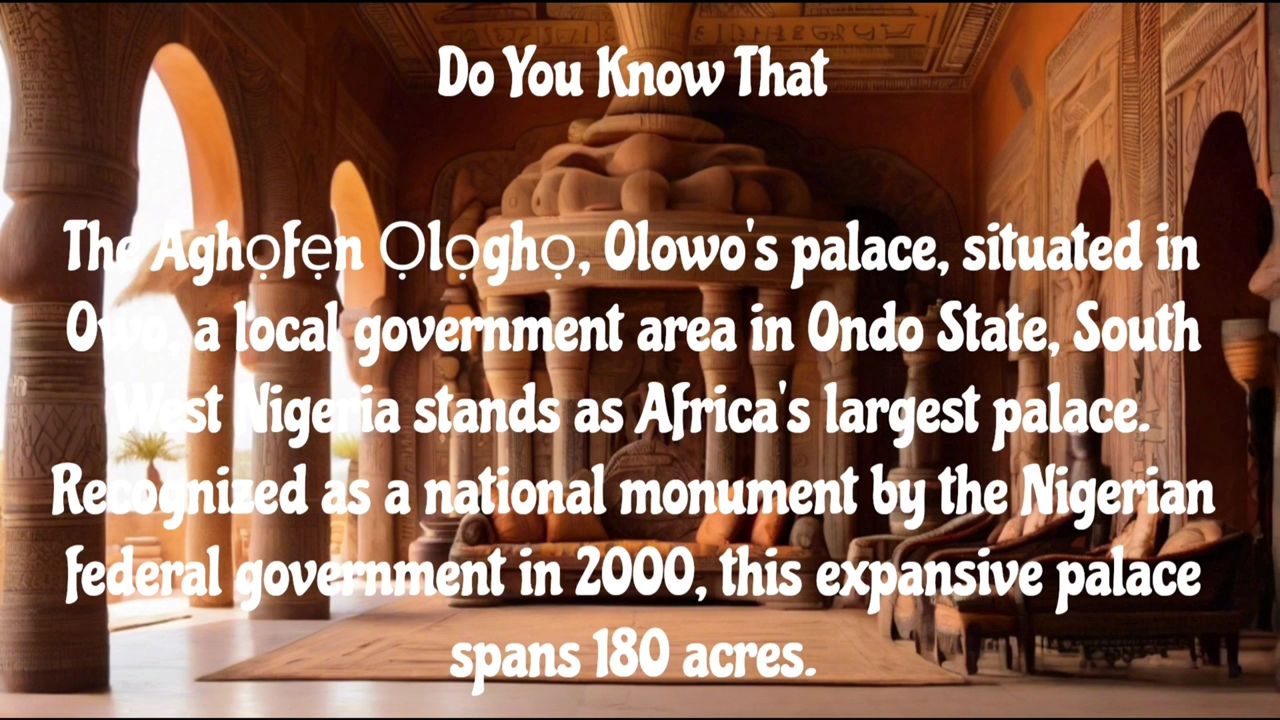 Do You Know That
The Aghọfẹn Ọlọghọ, Olowo's palace, situated in
Owo, a local government area in Ondo State, South
West Nigeria stands as Africa's largest palace.
Recognized as a national monument by the Nigerian
federal government in 2000, this expansive palace
spans 180 acres.